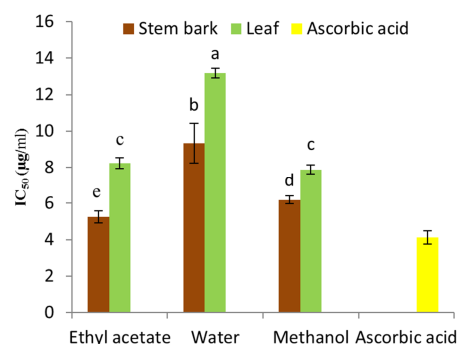 16
Stem bark Leaf Ascorbic acid
14
12
10
8
6
4
2
0
IC50 (µg/ml)
e
c
b
a
d
c
Ethyl acetate Water Methanol Ascorbic acid